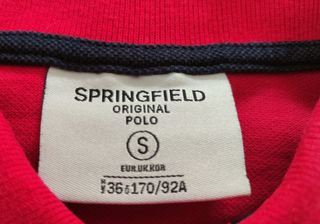 SPRINGFIELD
ORIGINAL
POLO
S
EUR.UK.KOR
36 170/92A